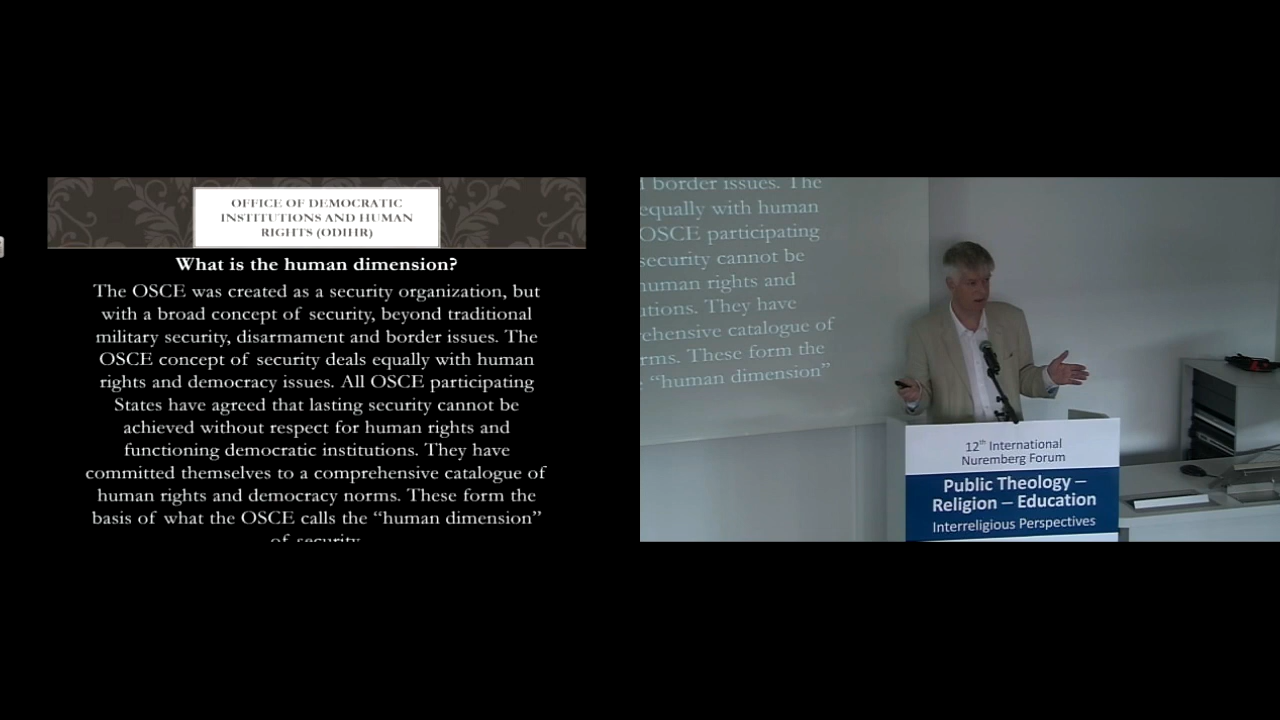 OFFICE OF DEMOCRATIC
INSTITUTIONS AND HUMAN
RIGHTS (ODIHR)
What is the human dimension?
The OSCE was created as a security organization, but
with a broad concept of security, beyond traditional
military security, disarmament and border issues. The
OSCE concept of security deals equally with human
rights and democracy issues. All OSCE participating
States have agreed that lasting security cannot be
achieved without respect for human rights and
functioning democratic institutions. They have
committed themselves to a comprehensive catalogue of
human rights and democracy norms. These form the
basis of what the OSCE calls the “human dimension”
of security
border issues. The
equally with human
OSCE participating
security cannot be
human rights and
utions. They have
rehensive catalogue of
rms. These form the
“human dimension”
12th International
Nuremberg Forum
Public Theology –
Religion – Education
Interreligious Perspectives